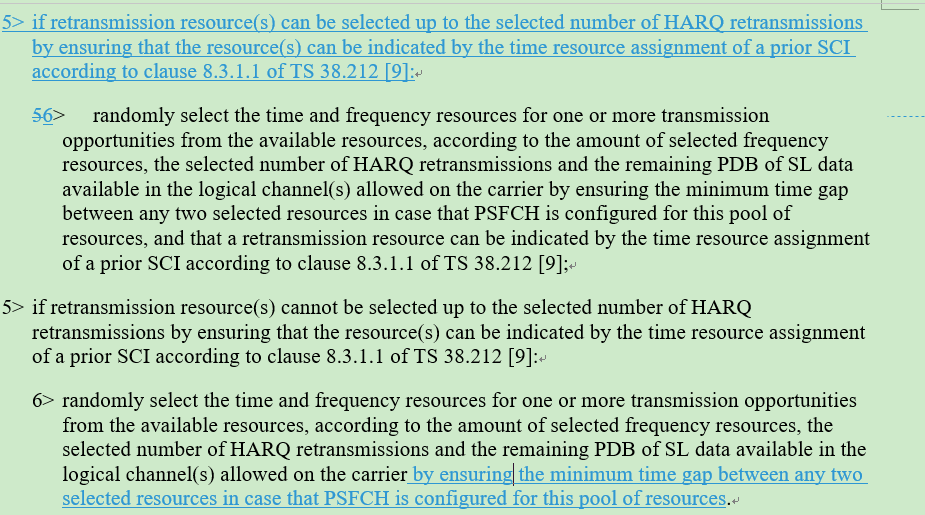 5> if retransmission resource(s) can be selected up to the selected number of HARQ retransmissions
by ensuring that the resource(s) can be indicated by the time resource assignment of a prior SCI
according to clause 8.3.1.1 of TS 38.212 [9]:
56> randomly select the time and frequency resources for one or more transmission
opportunities from the available resources, according to the amount of selected frequency
resources, the selected number of HARQ retransmissions and the remaining PDB of SL data
available in the logical channel(s) allowed on the carrier by ensuring the minimum time gap
between any two selected resources in case that PSFCH is configured for this pool of
resources, and that a retransmission resource can be indicated by the time resource assignment
of a prior SCI according to clause 8.3.1.1 of TS 38.212 [9];
5> if retransmission resource(s) cannot be selected up to the selected number of HARQ
retransmissions by ensuring that the resource(s) can be indicated by the time resource assignment
of a prior SCI according to clause 8.3.1.1 of TS 38.212 [9]:
6> randomly select the time and frequency resources for one or more transmission opportunities
from the available resources, according to the amount of selected frequency resources, the
selected number of HARQ retransmissions and the remaining PDB of SL data available in the
logical channel(s) allowed on the carrier by ensuring the minimum time gap between any two
selected resources in case that PSFCH is configured for this pool of resources.